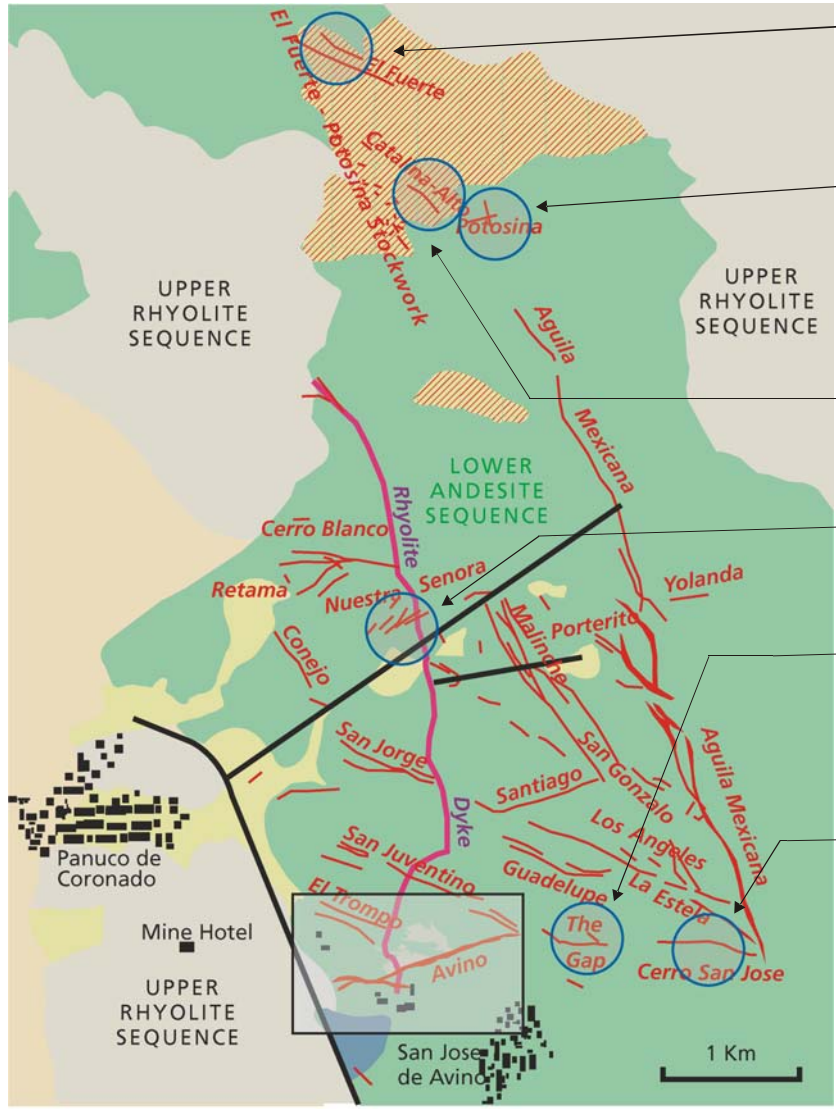 El Fuerte - Potosina Stockwork
El Fuerte
Catalina-Alto
Potosina
UPPER
RHYOLITE
SEQUENCE
UPPER
RHYOLITE
SEQUENCE
Aguila
Mexicana
LOWER
ANDESITE
SEQUENCE
Rhyolite
Cerro Blanco
Retama
Nuestra
Senora
Yolanda
Malinche
Porterito
Conejo
San Jorge
San Gonzalo
Aguila Mexicana
Santiago
Dyke
Los Angeles
San Juventino
Guadelupe
La Estela
Panuco de
Coronado
El Trompo
The
Gap
Mine Hotel
Avino
Cerro San Jose
UPPER
RHYOLITE
SEQUENCE
San Jose
de Avino
1 Km